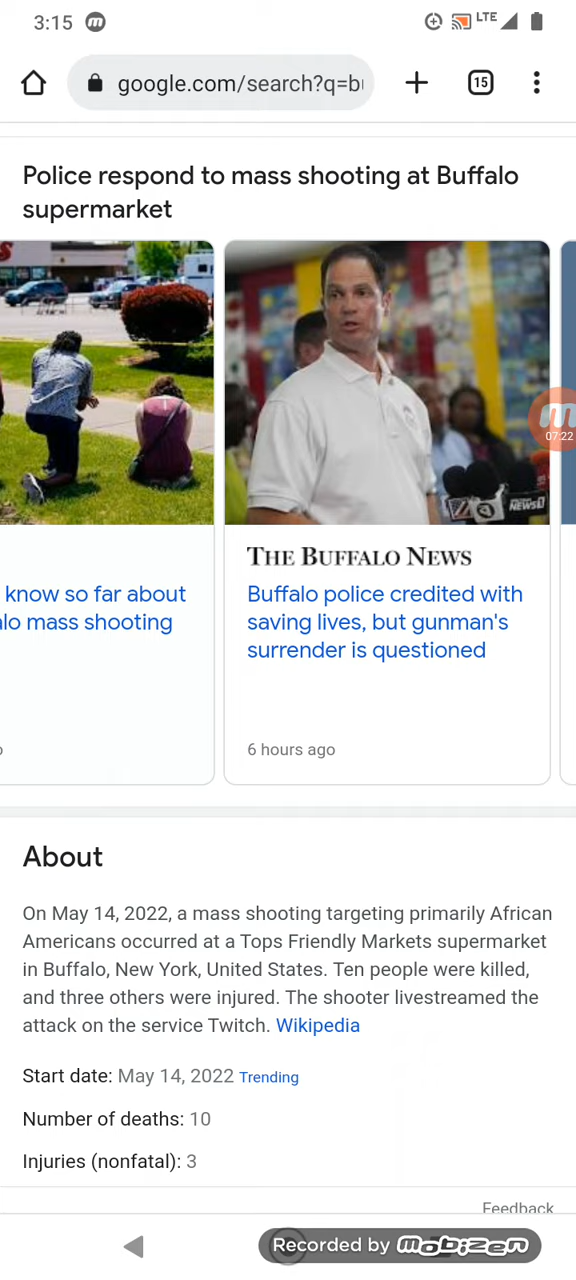 3:15
LTE
google.com/search?q=b
15
Police respond to mass shooting at Buffalo
supermarket
NEWS
07:22
THE BUFFALO NEWS
know so far about
mass shooting
Buffalo police credited with
saving lives, but gunman's
surrender is questioned
6 hours ago
About
On May 14, 2022, a mass shooting targeting primarily African
Americans occurred at a Tops Friendly Markets supermarket
in Buffalo, New York, United States. Ten people were killed,
and three others were injured. The shooter livestreamed the
attack on the service Twitch. Wikipedia
Start date: May 14, 2022 Trending
Number of deaths: 10
Injuries (nonfatal): 3
Feedback
Recorded by mobizen